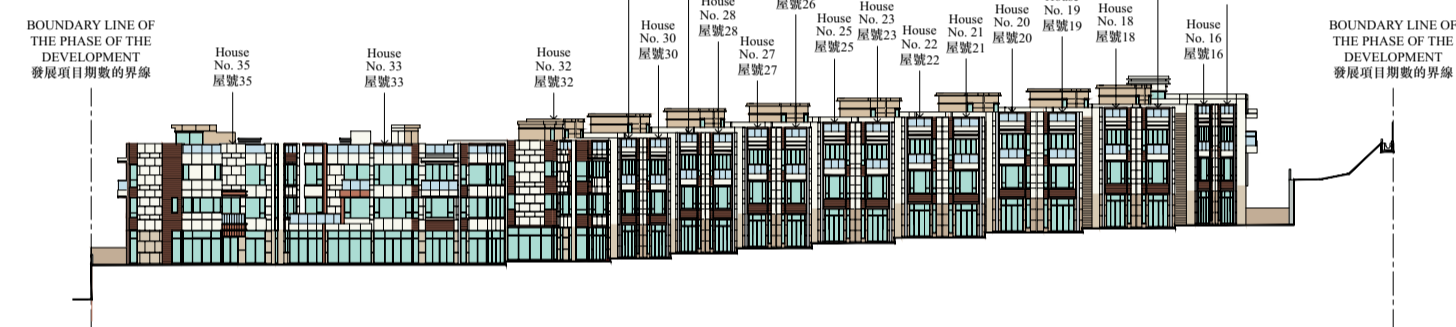 BOUNDARY LINE OF
THE PHASE OF THE
DEVELOPMENT
發展項目期數的界線
House
No. 35
屋號35
House
No. 33
屋號33
House
No. 32
屋號32
House
No. 30
屋號30
House
No. 28
屋號28
House
No. 27
屋號27
屋號26
House
No. 25
屋號25
House
No. 23
屋號23
House
No. 22
屋號22
House
No. 21
屋號21
House
No. 20
屋號20
House
No. 19
屋號19
House
No. 18
屋號18
House
No. 16
屋號16
BOUNDARY LINE OF
THE PHASE OF THE
DEVELOPMENT
發展項目期數的界線